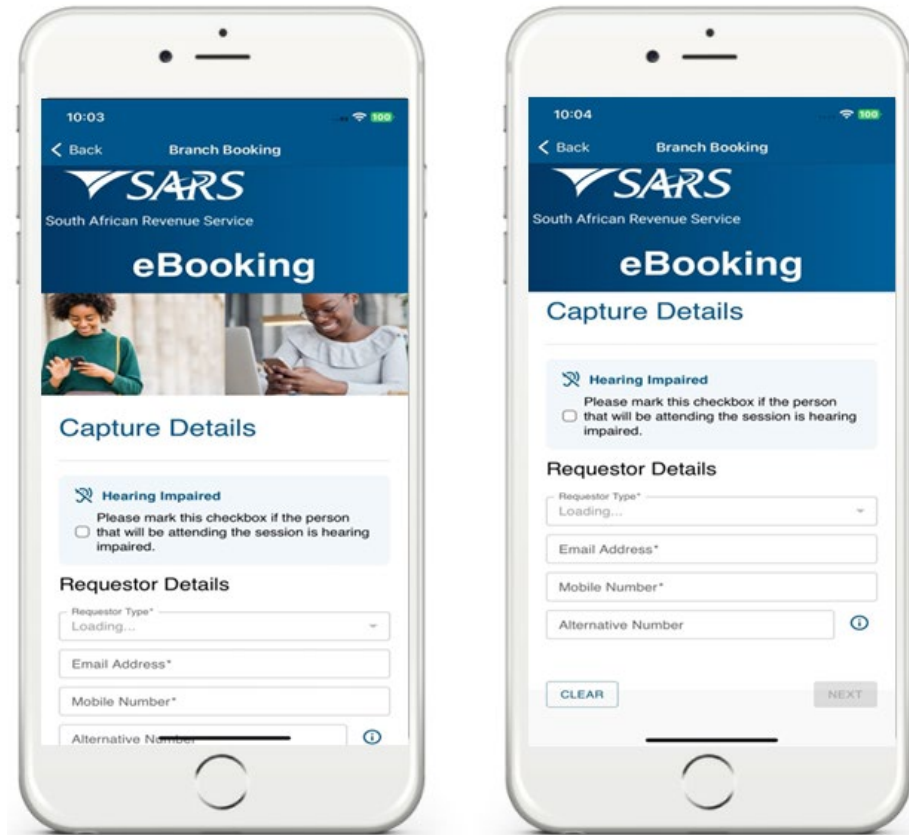 10:03
100
Back
Branch Booking
SARS
South African Revenue Service
eBooking
Capture Details
Hearing Impaired
Please mark this checkbox if the person
that will be attending the session is hearing
impaired.
Requestor Details
Requestor Type*
Loading...
Email Address*
Mobile Number*
Alternative Number
10:04
100
Back
Branch Booking
SARS
South African Revenue Service
eBooking
Capture Details
Hearing Impaired
Please mark this checkbox if the person
that will be attending the session is hearing
impaired.
Requestor Details
Requestor Type*
Loading...
Email Address*
Mobile Number*
Alternative Number
CLEAR
NEXT